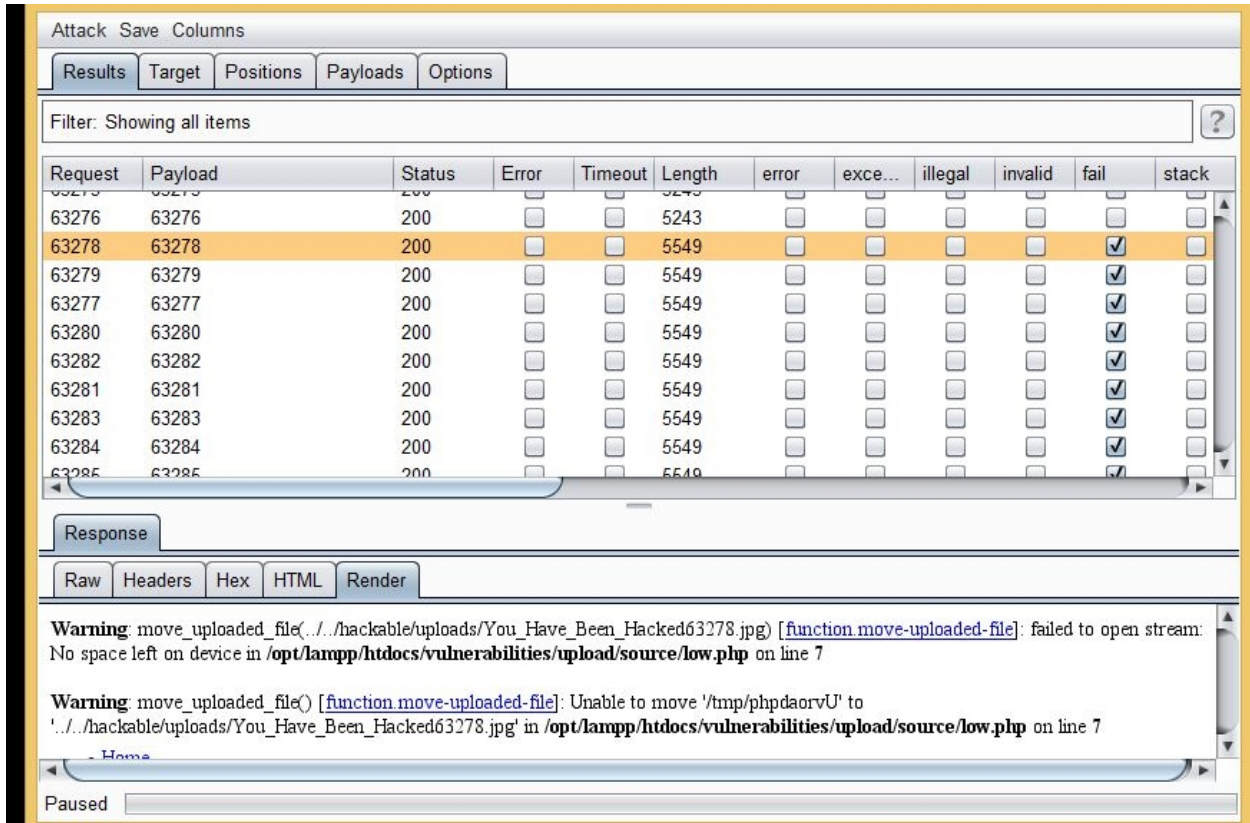 Attack Save Columns
Results Target Positions Payloads Options
Filter: Showing all items ?
Request Payload Status Error Timeout Length error exce... illegal invalid fail stack
63276 63276 200 5243
63278 63278 200 5549
63279 63279 200 5549
63277 63277 200 5549
63280 63280 200 5549
63282 63282 200 5549
63281 63281 200 5549
63283 63283 200 5549
63284 63284 200 5549
63285 63285 200 5549
Response
Raw Headers Hex HTML Render
Warning: move_uploaded_file(../../hackable/uploads/You_Have_Been_Hacked63278.jpg) [function.move-uploaded-file]: failed to open stream:
No space left on device in /opt/lampp/htdocs/vulnerabilities/upload/source/low.php on line 7
Warning: move_uploaded_file() [function.move-uploaded-file]: Unable to move '/tmp/phpdaorvU' to
'../../hackable/uploads/You_Have_Been_Hacked63278.jpg' in /opt/lampp/htdocs/vulnerabilities/upload/source/low.php on line 7
- Home
Paused